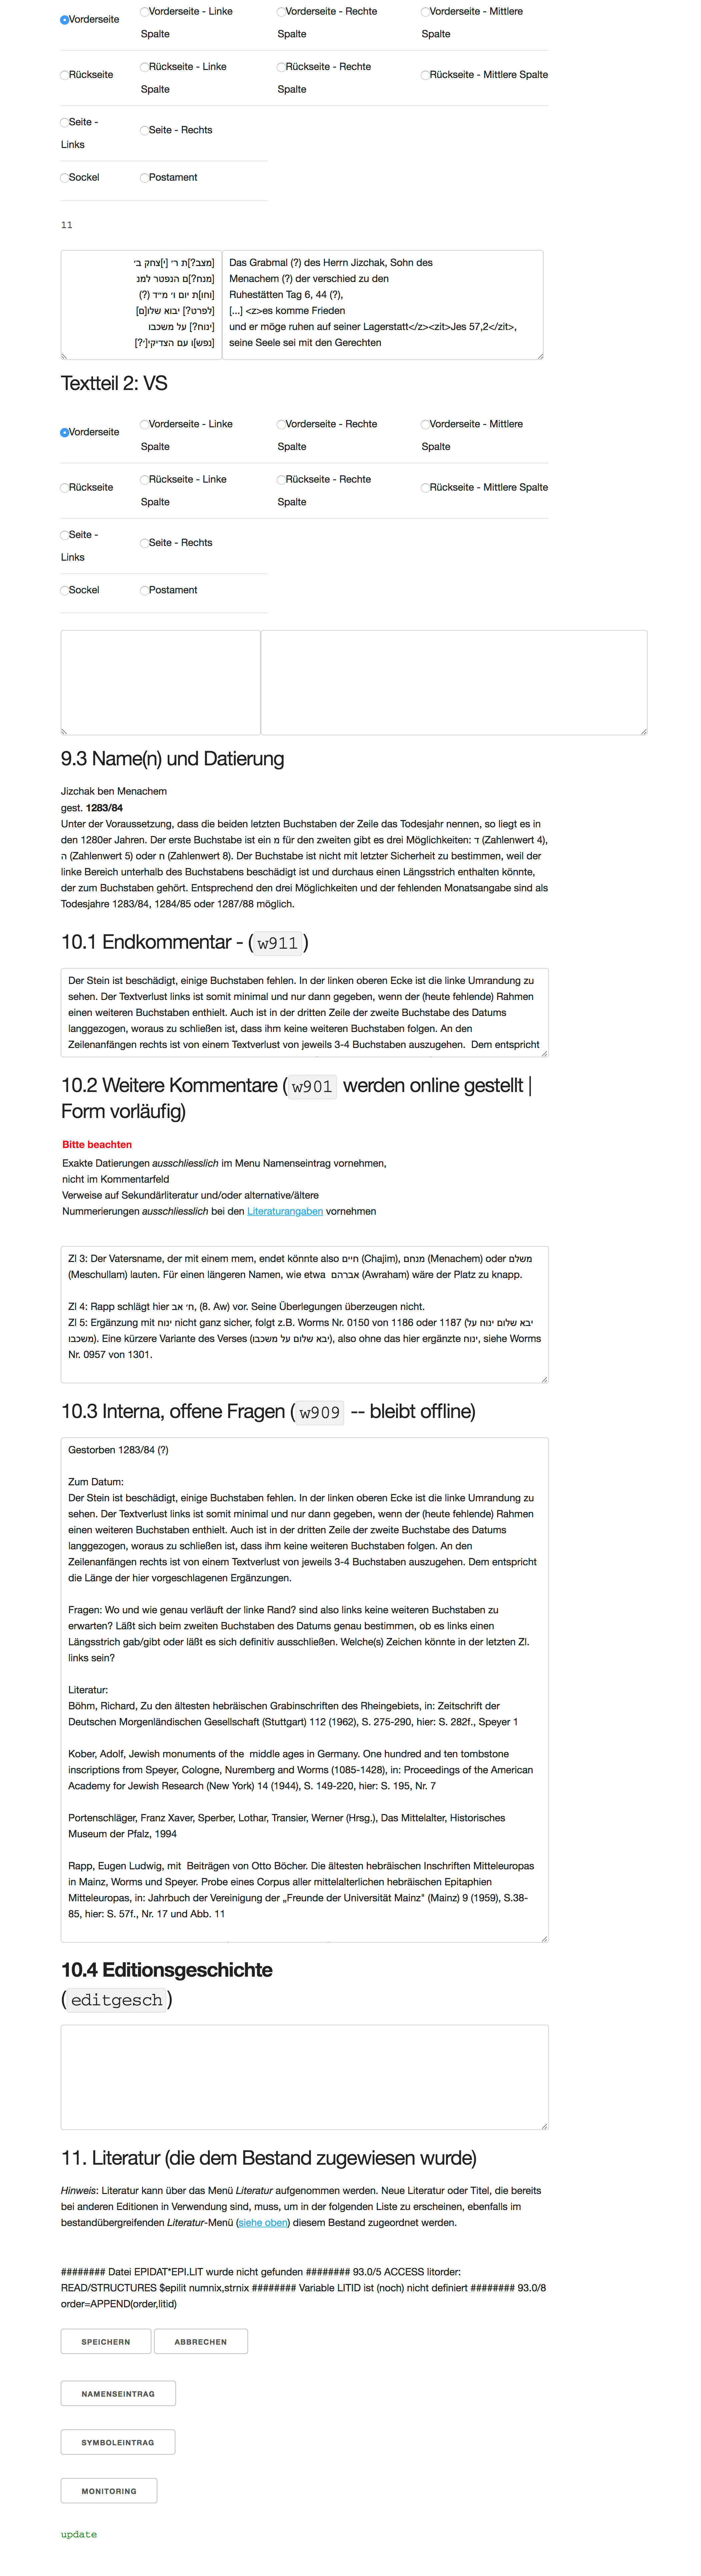 Vorderseite
Vorderseite - Linke Spalte
Vorderseite - Rechte Spalte
Vorderseite - Mittlere Spalte
Rückseite
Rückseite - Linke Spalte
Rückseite - Rechte Spalte
Rückseite - Mittlere Spalte
Seite - Links
Seite - Rechts
Sockel
Postament
11
[מצב?]ת ר׳ [י]צחק ב׳
[מנח?]ם הנפטר למנ
[וחו]ת יום ו׳ מ״ד (?)
[לפרט?] יבוא שלו[ם]
[ינוח?] על משכבו
[נפש]ו עם הצדיקי[׳?]
Das Grabmal (?) des Herrn Jizchak, Sohn des
Menachem (?) der verschied zu den
Ruhestätten Tag 6, 44 (?),
[...] <z>es komme Frieden
und er möge ruhen auf seiner Lagerstatt</z><zit>Jes 57,2</zit>,
seine Seele sei mit den Gerechten
Textteil 2: VS
Vorderseite
Vorderseite - Linke Spalte
Vorderseite - Rechte Spalte
Vorderseite - Mittlere Spalte
Rückseite
Rückseite - Linke Spalte
Rückseite - Rechte Spalte
Rückseite - Mittlere Spalte
Seite - Links
Seite - Rechts
Sockel
Postament
9.3 Name(n) und Datierung
Jizchak ben Menachem
gest. 1283/84
Unter der Voraussetzung, dass die beiden letzten Buchstaben der Zeile das Todesjahr nennen, so liegt es in
den 1280er Jahren. Der erste Buchstabe ist ein מ für den zweiten gibt es drei Möglichkeiten: ד (Zahlenwert 4),
ה (Zahlenwert 5) oder ח (Zahlenwert 8). Der Buchstabe ist nicht mit letzter Sicherheit zu bestimmen, weil der
linke Bereich unterhalb des Buchstabens beschädigt ist und durchaus einen Längsstrich enthalten könnte,
der zum Buchstaben gehört. Entsprechend den drei Möglichkeiten und der fehlenden Monatsangabe sind als
Todesjahre 1283/84, 1284/85 oder 1287/88 möglich.
10.1 Endkommentar - (w911)
Der Stein ist beschädigt, einige Buchstaben fehlen. In der linken oberen Ecke ist die linke Umrandung zu
sehen. Der Textverlust links ist somit minimal und nur dann gegeben, wenn der (heute fehlende) Rahmen
einen weiteren Buchstaben enthielt. Auch ist in der dritten Zeile der zweite Buchstabe des Datums
langgezogen, woraus zu schließen ist, dass ihm keine weiteren Buchstaben folgen. An den
Zeilenanfängen rechts ist von einem Textverlust von jeweils 3-4 Buchstaben auszugehen. Dem entspricht
10.2 Weitere Kommentare (w901 werden online gestellt |
Form vorläufig)
Bitte beachten
Exakte Datierungen ausschliesslich im Menu Namenseintrag vornehmen,
nicht im Kommentarfeld
Verweise auf Sekundärliteratur und/oder alternative/ältere
Nummerierungen ausschliesslich bei den Literaturangaben vornehmen
Zl 3: Der Vatersname, der mit einem mem, endet könnte also חיים (Chajim), מנחם (Menachem) oder משלם
(Meschullam) lauten. Für einen längeren Namen, wie etwa אברהם (Awraham) wäre der Platz zu knapp.
Zl 4: Rapp schlägt hier ח׳ אב, (8. Aw) vor. Seine Überlegungen überzeugen nicht.
Zl 5: Ergänzung mit ינוח nicht ganz sicher, folgt z.B. Worms Nr. 0150 von 1186 oder 1187 (יבא שלום ינוח על
משכבו). Eine kürzere Variante des Verses (יבא שלום על משכבו), also ohne das hier ergänzte ינוח, siehe Worms
Nr. 0957 von 1301.
10.3 Interna, offene Fragen (w909 -- bleibt offline)
Gestorben 1283/84 (?)
Zum Datum:
Der Stein ist beschädigt, einige Buchstaben fehlen. In der linken oberen Ecke ist die linke Umrandung zu
sehen. Der Textverlust links ist somit minimal und nur dann gegeben, wenn der (heute fehlende) Rahmen
einen weiteren Buchstaben enthielt. Auch ist in der dritten Zeile der zweite Buchstabe des Datums
langgezogen, woraus zu schließen ist, dass ihm keine weiteren Buchstaben folgen. An den
Zeilenanfängen rechts ist von einem Textverlust von jeweils 3-4 Buchstaben auszugehen. Dem entspricht
die Länge der hier vorgeschlagenen Ergänzungen.
Fragen: Wo und wie genau verläuft der linke Rand? sind also links keine weiteren Buchstaben zu
erwarten? Läßt sich beim zweiten Buchstaben des Datums genau bestimmen, ob es links einen
Längsstrich gab/gibt oder läßt es sich definitiv ausschließen. Welche(s) Zeichen könnte in der letzten Zl.
links sein?
Literatur:
Böhm, Richard, Zu den ältesten hebräischen Grabinschriften des Rheingebiets, in: Zeitschrift der
Deutschen Morgenländischen Gesellschaft (Stuttgart) 112 (1962), S. 275-290, hier: S. 282f., Speyer 1
Kober, Adolf, Jewish monuments of the middle ages in Germany. One hundred and ten tombstone
inscriptions from Speyer, Cologne, Nuremberg and Worms (1085-1428), in: Proceedings of the American
Academy for Jewish Research (New York) 14 (1944), S. 149-220, hier: S. 195, Nr. 7
Portenschläger, Franz Xaver, Sperber, Lothar, Transier, Werner (Hrsg.), Das Mittelalter, Historisches
Museum der Pfalz, 1994
Rapp, Eugen Ludwig, mit Beiträgen von Otto Böcher. Die ältesten hebräischen Inschriften Mitteleuropas
in Mainz, Worms und Speyer. Probe eines Corpus aller mittelalterlichen hebräischen Epitaphien
Mitteleuropas, in: Jahrbuch der Vereinigung der „Freunde der Universität Mainz" (Mainz) 9 (1959), S.38-
85, hier: S. 57f., Nr. 17 und Abb. 11
10.4 Editionsgeschichte
(editgesch)
11. Literatur (die dem Bestand zugewiesen wurde)
Hinweis: Literatur kann über das Menü Literatur aufgenommen werden. Neue Literatur oder Titel, die bereits
bei anderen Editionen in Verwendung sind, muss, um in der folgenden Liste zu erscheinen, ebenfalls im
bestandübergreifenden Literatur-Menü (siehe oben) diesem Bestand zugeordnet werden.
######## Datei EPIDAT*EPI.LIT wurde nicht gefunden ######## 93.0/5 ACCESS litorder:
READ/STRUCTURES $epilit numnix,strnix ######## Variable LITID ist (noch) nicht definiert ######## 93.0/8
order=APPEND(order,litid)
SPEICHERN
ABBRECHEN
NAMENSEINTRAG
SYMBOLEINTRAG
MONITORING
update